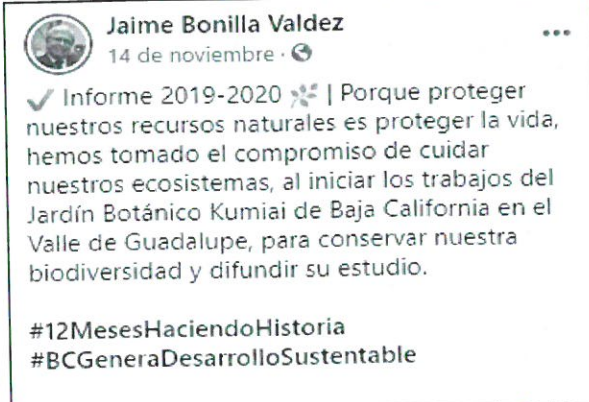 Jaime Bonilla Valdez
14 de noviembre ·
✓ Informe 2019-2020 🌿 | Porque proteger
nuestros recursos naturales es proteger la vida,
hemos tomado el compromiso de cuidar
nuestros ecosistemas, al iniciar los trabajos del
Jardín Botánico Kumiai de Baja California en el
Valle de Guadalupe, para conservar nuestra
biodiversidad y difundir su estudio.
#12MesesHaciendoHistoria
#BCGeneraDesarrolloSustentable